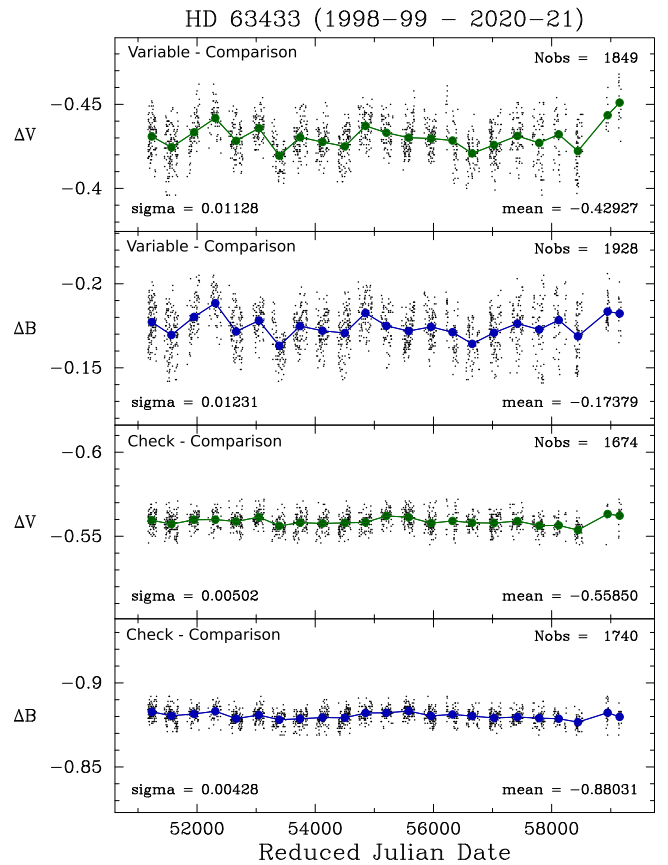 HD 63433 (1998-99 - 2020-21)
Variable - Comparison
Nobs = 1849
-0.45
ΔV
-0.4
sigma = 0.01128
mean = -0.42927
Variable - Comparison
Nobs = 1928
-0.2
ΔB
-0.15
sigma = 0.01231
mean = -0.17379
Check - Comparison
Nobs = 1674
-0.6
ΔV
-0.55
sigma = 0.00502
mean = -0.55850
Check - Comparison
Nobs = 1740
-0.9
ΔB
-0.85
sigma = 0.00428
mean = -0.88031
52000 54000 56000 58000
Reduced Julian Date